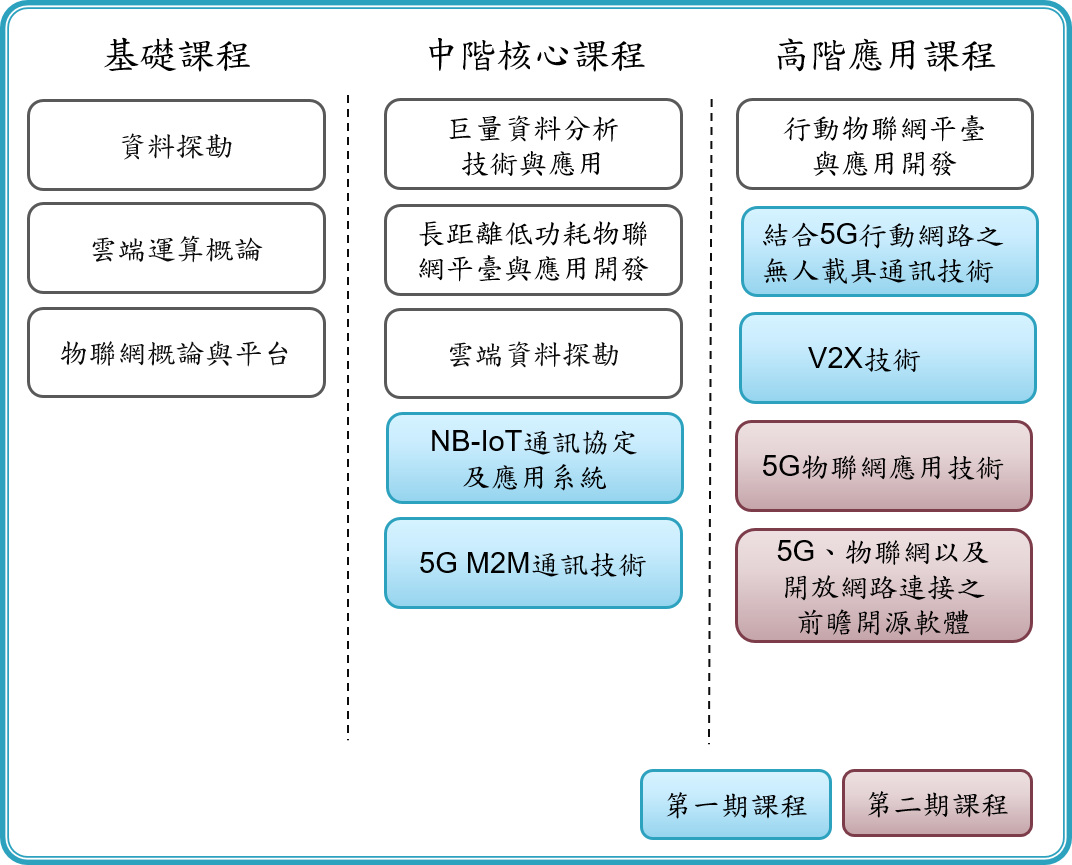 基礎課程
資料探勘
雲端運算概論
物聯網概論與平台
中階核心課程
巨量資料分析
技術與應用
長距離低功耗物聯
網平臺與應用開發
雲端資料探勘
NB-IoT通訊協定
及應用系統
5G M2M通訊技術
高階應用課程
行動物聯網平臺
與應用開發
結合5G行動網路之
無人載具通訊技術
V2X技術
5G物聯網應用技術
5G、物聯網以及
開放網路連接之
前瞻開源軟體
第一期課程
第二期課程